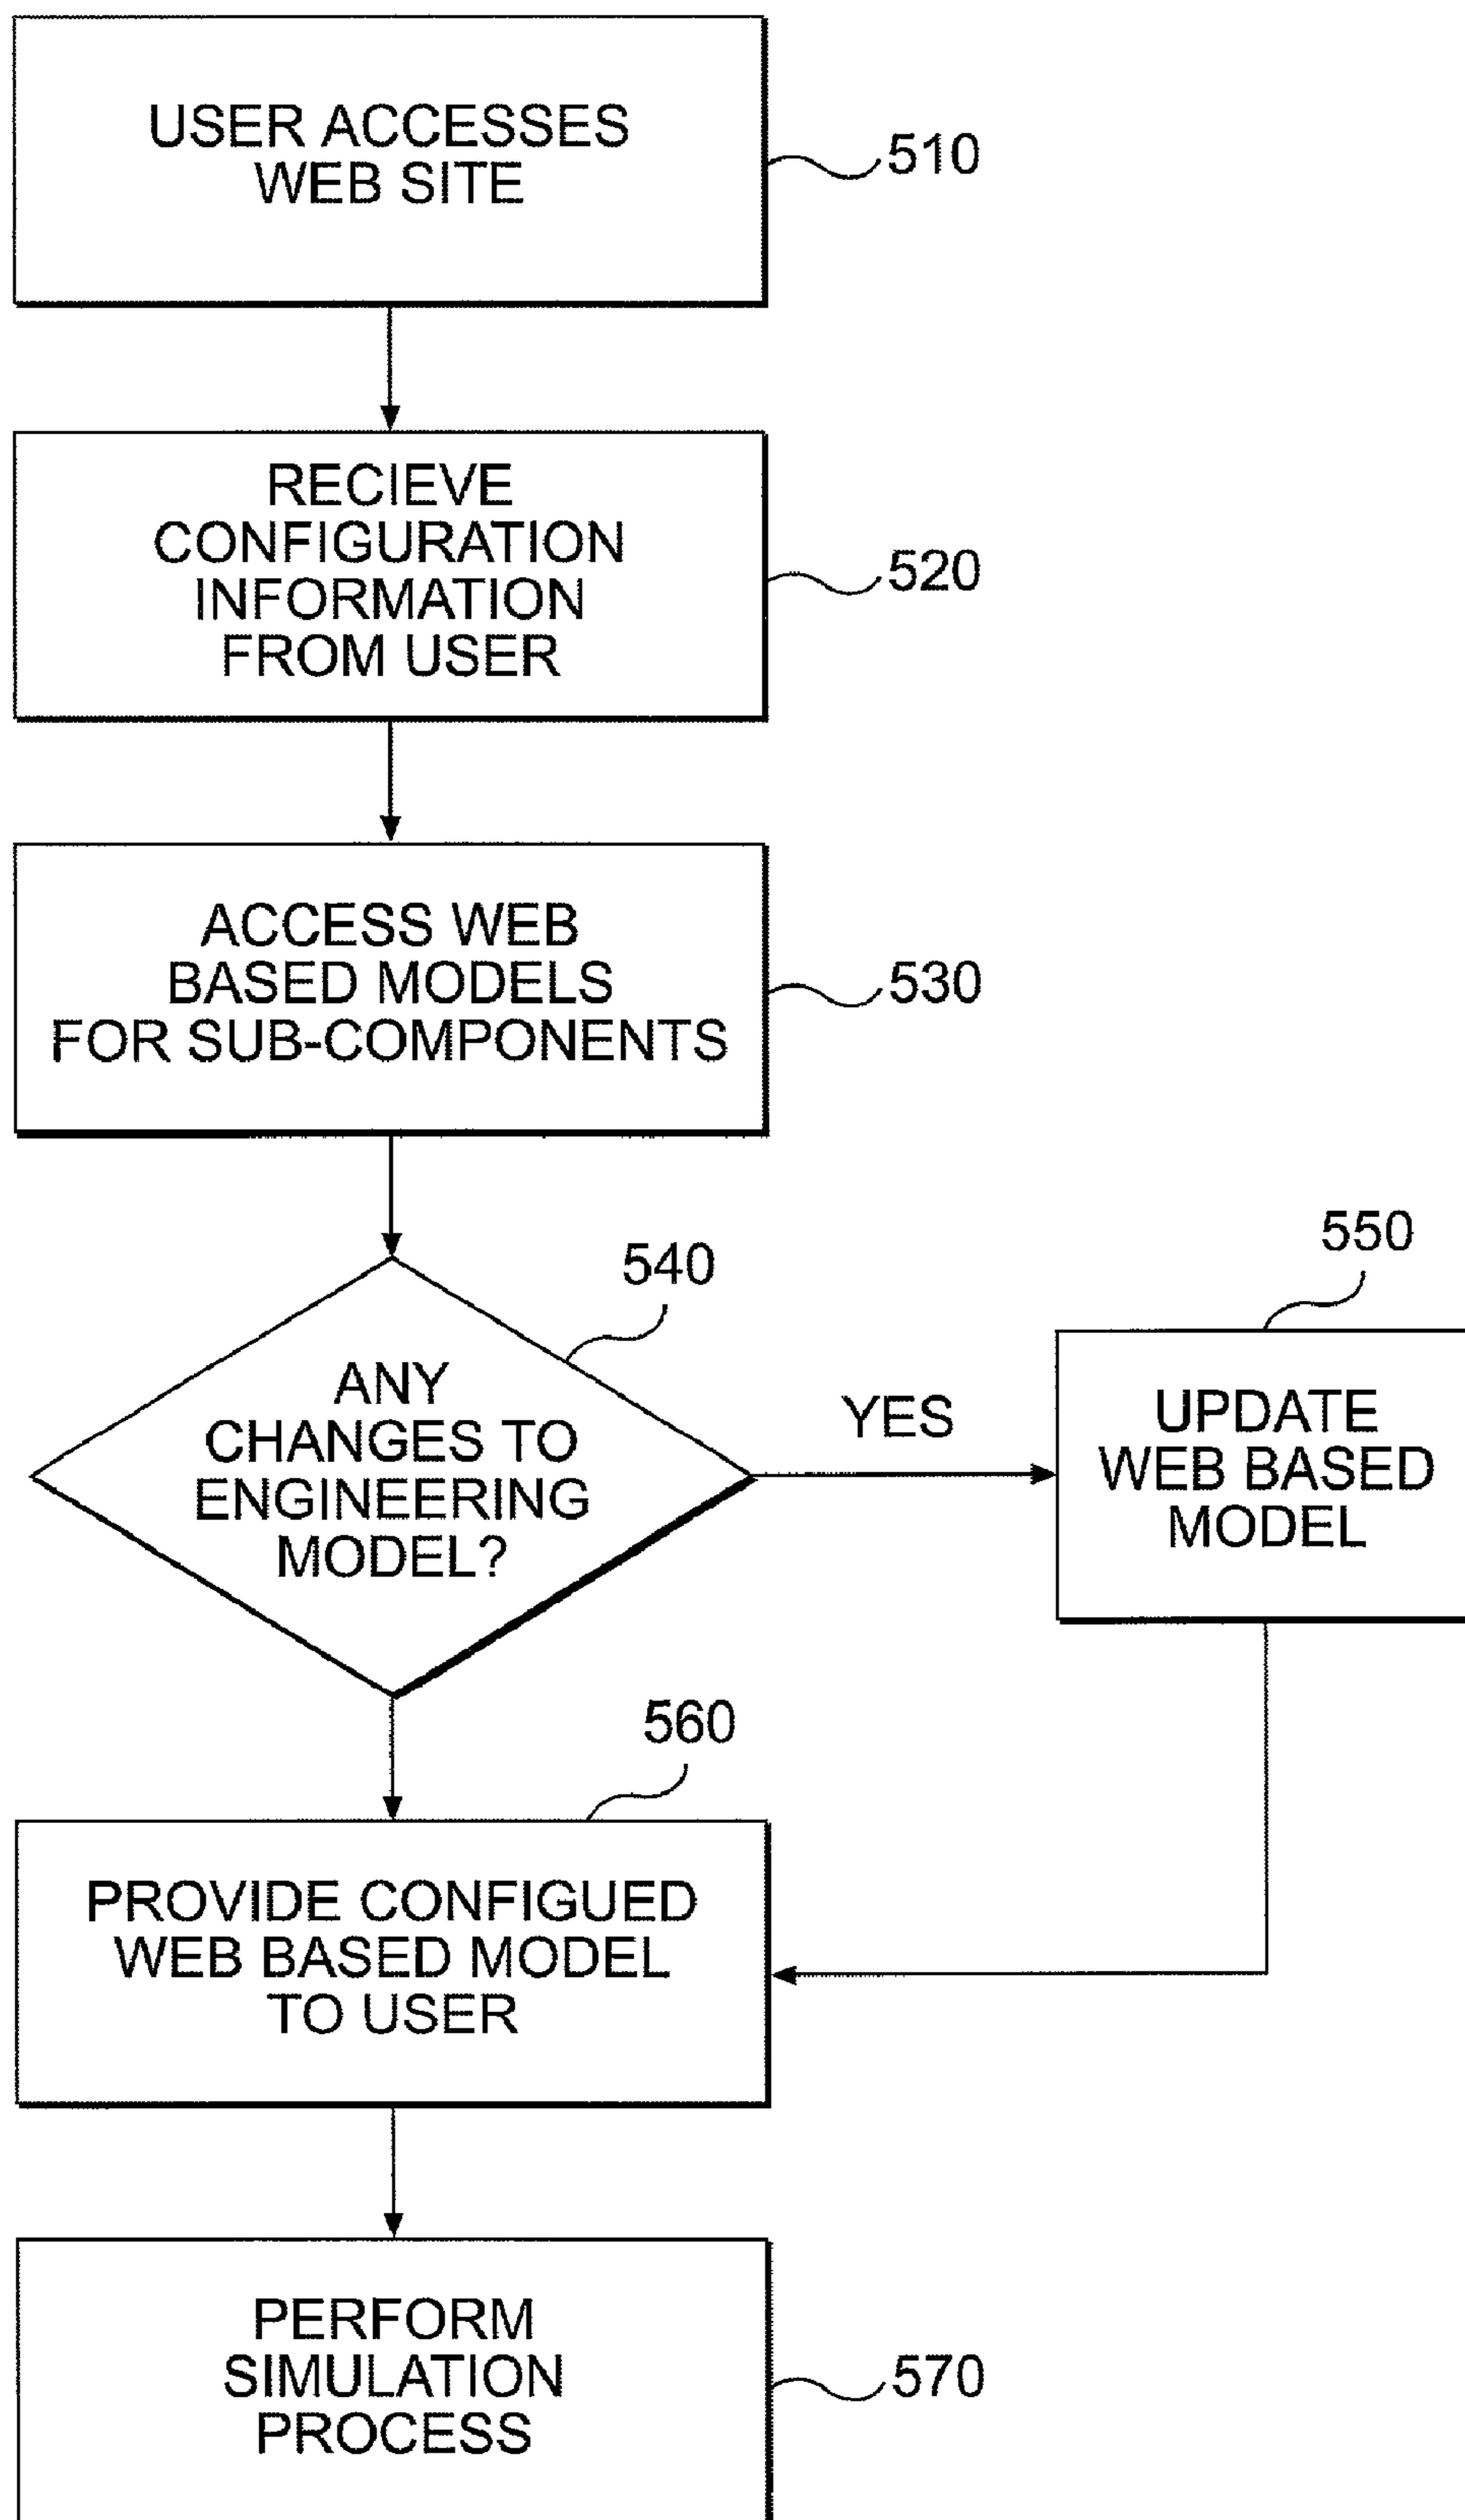 USER ACCESSES
WEB SITE
510
RECIEVE
CONFIGURATION
INFORMATION
FROM USER
520
ACCESS WEB
BASED MODELS
FOR SUB-COMPONENTS
530
540
ANY
CHANGES TO
ENGINEERING
MODEL?
YES
550
UPDATE
WEB BASED
MODEL
560
PROVIDE CONFIGUED
WEB BASED MODEL
TO USER
PERFORM
SIMULATION
PROCESS
570